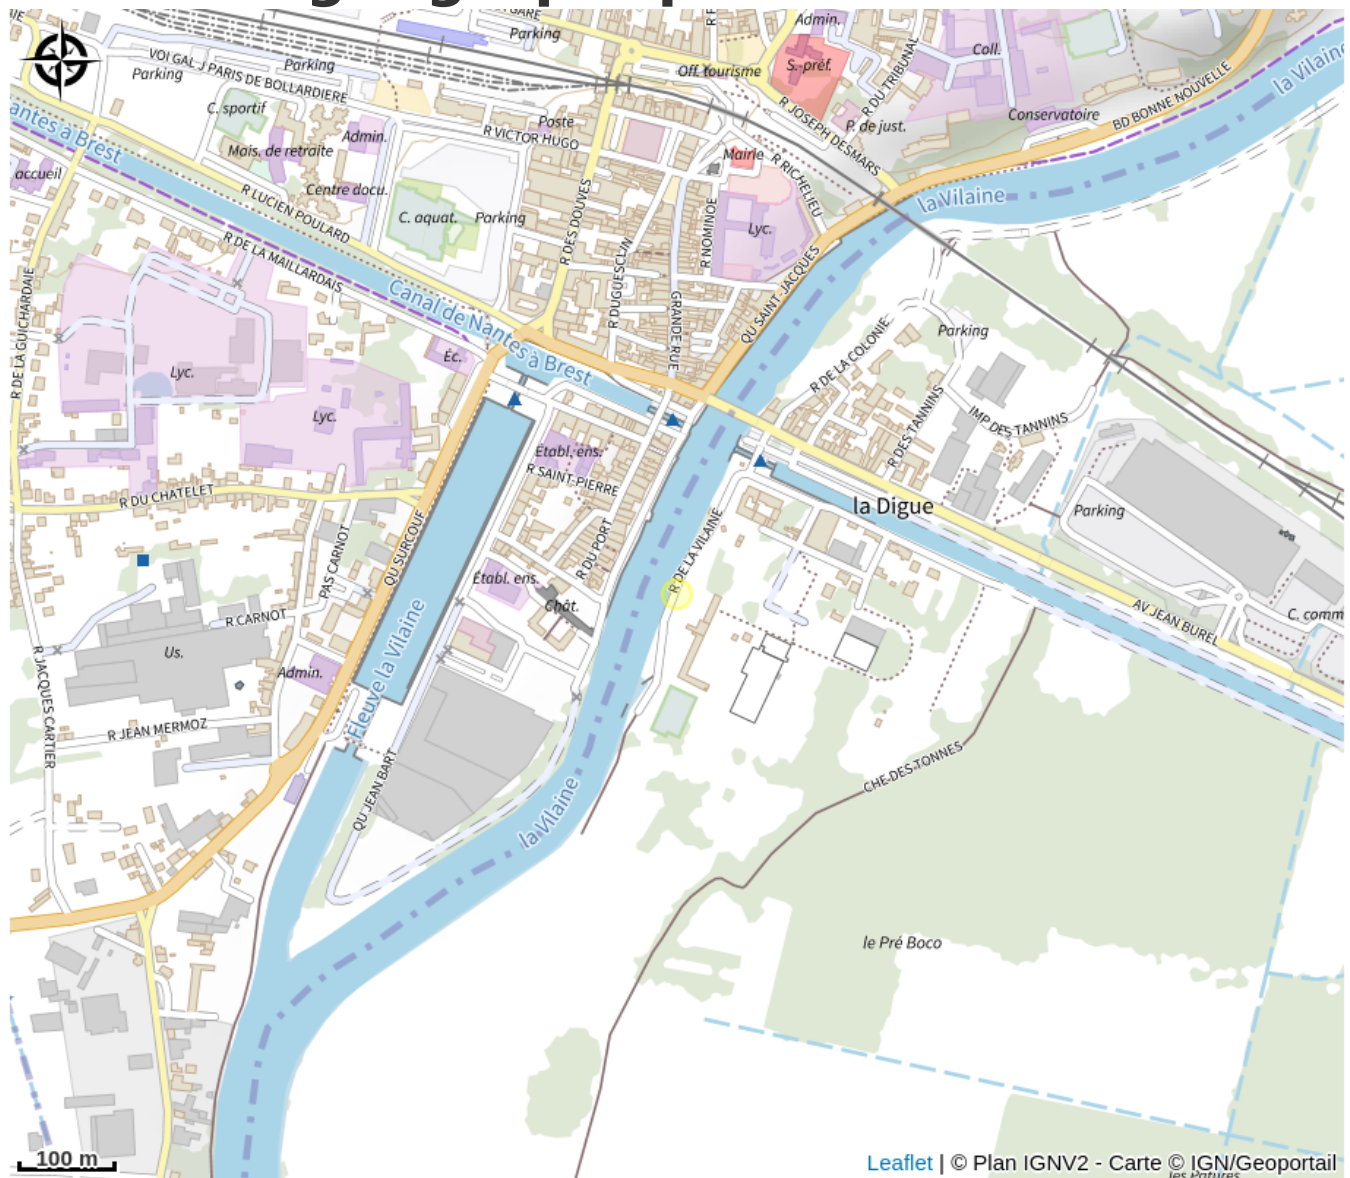 GARE
Parking
Admin.
Coll.
la Vilaine
VOI GAL J PARIS DE BOLLARDIERE
Parking
Parking
Off. tourisme
S.-préf.
R DU TRIBUNAL
C. sportif
Poste
R JOSEPH DESMARS
P. de just.
Conservatoire
BD BONNE NOUVELLE
antes à Brest
Admin.
R VICTOR HUGO
Mais. de retraite
Mairie
R RICHELIEU
accueil
R LUCIEN POULARD
Centre docu.
C. aquat.
Parking
R DES DOUVES
R NOMINOE
Lyc.
la Vilaine
R DE LA MAILLARDAIS
R DUGUESCLIN
QU SAINT-JACQUES
R DE LA GUICHARDAIE
Canal de Nantes à Brest
GRANDE RUE
R DE LA COLONIE
Parking
Éc.
Lyc.
Lyc.
R DES TANNINS
IMP DES TANNINS
Établ. ens.
R SAINT-PIERRE
R DU CHATELET
la Digue
Parking
QU SURCOUF
R DU PORT
R DE LA VILAINE
PAS CARNOT
Établ. ens.
Chât.
R CARNOT
AV JEAN BUREL
C. comm
Us.
Fleuve la Vilaine
Admin.
R JACQUES CARTIER
R JEAN MERMOZ
QU JEAN BART
CHE DES TONNES
la Vilaine
le Pré Boco
100 m
Leaflet | © Plan IGNV2 - Carte © IGN/Geoportail